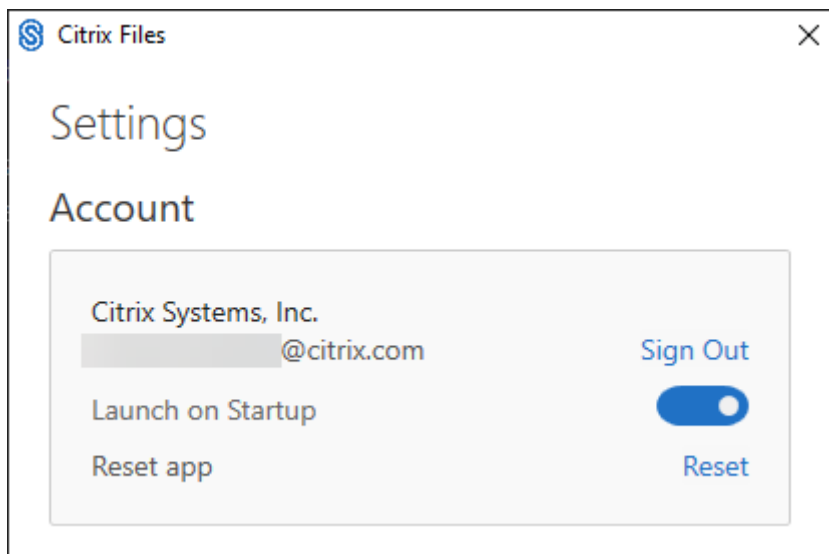 Citrix Files
Settings
Account
Citrix Systems, Inc.
@citrix.com
Sign Out
Launch on Startup
Reset app
Reset